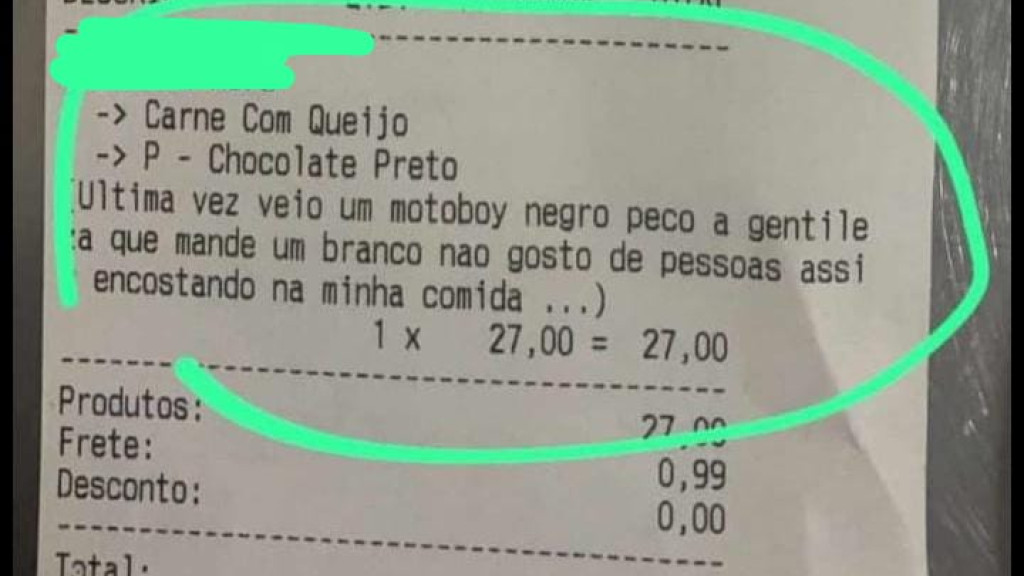 -> Carne Com Queijo
-> P - Chocolate Preto
Ultima vez veio um motoboy negro peco a gentile
a que mande um branco nao gosto de pessoas assi
encostando na minha comida ...)
1 x 27,00 = 27,00
Produtos: 27,00
Frete: 0,99
Desconto: 0,00
Total: